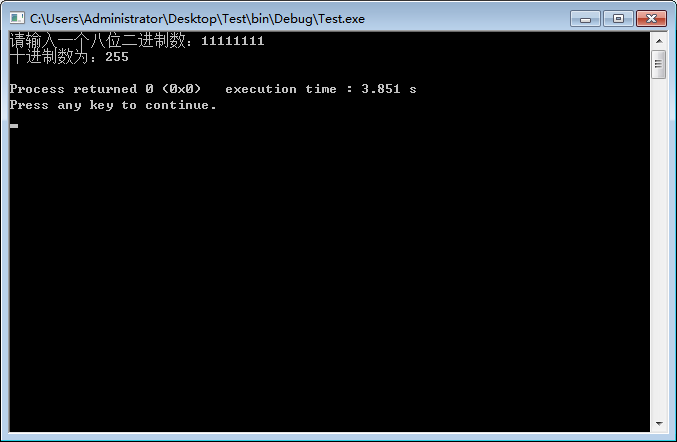 C:\Users\Administrator\Desktop\Test\bin\Debug\Test.exe
请输入一个八位二进制数：11111111
十进制数为：255
Process returned 0 (0x0)   execution time : 3.851 s
Press any key to continue.